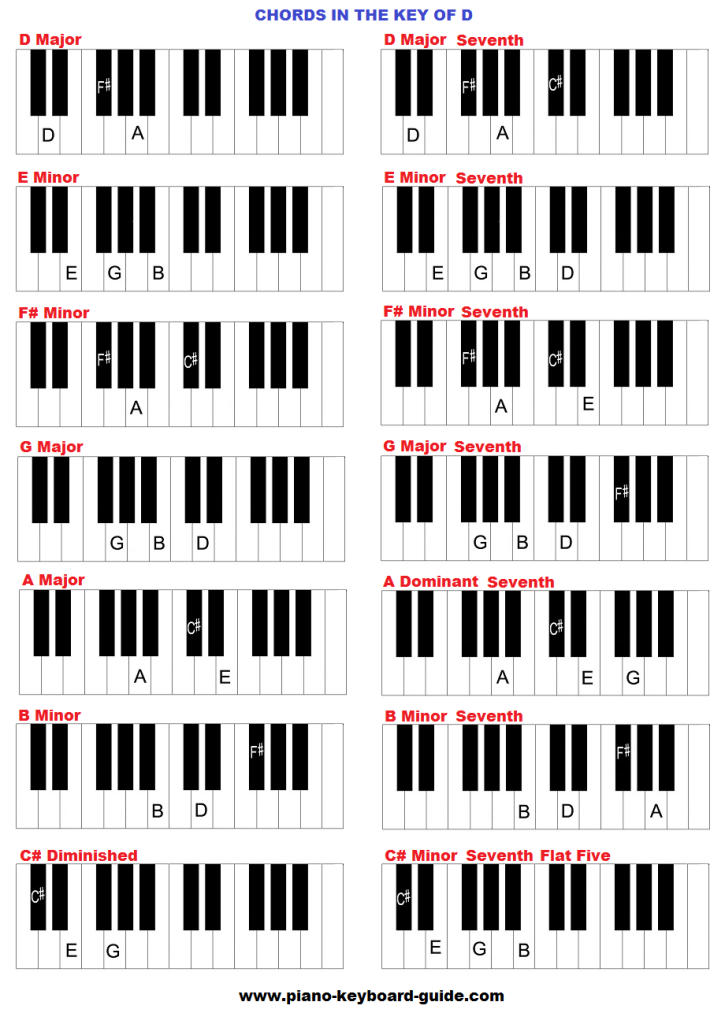 CHORDS IN THE KEY OF D
D Major
F#
D A
D Major Seventh
F# C#
D A
E Minor
E G B
E Minor Seventh
E G B D
F# Minor
F# C#
A
F# Minor Seventh
F# C#
A E
G Major
G B D
G Major Seventh
F#
G B D
A Major
C#
A E
A Dominant Seventh
C#
A E G
B Minor
F#
B D
B Minor Seventh
F#
B D A
C# Diminished
C#
E G
C# Minor Seventh Flat Five
C#
E G B
www.piano-keyboard-guide.com